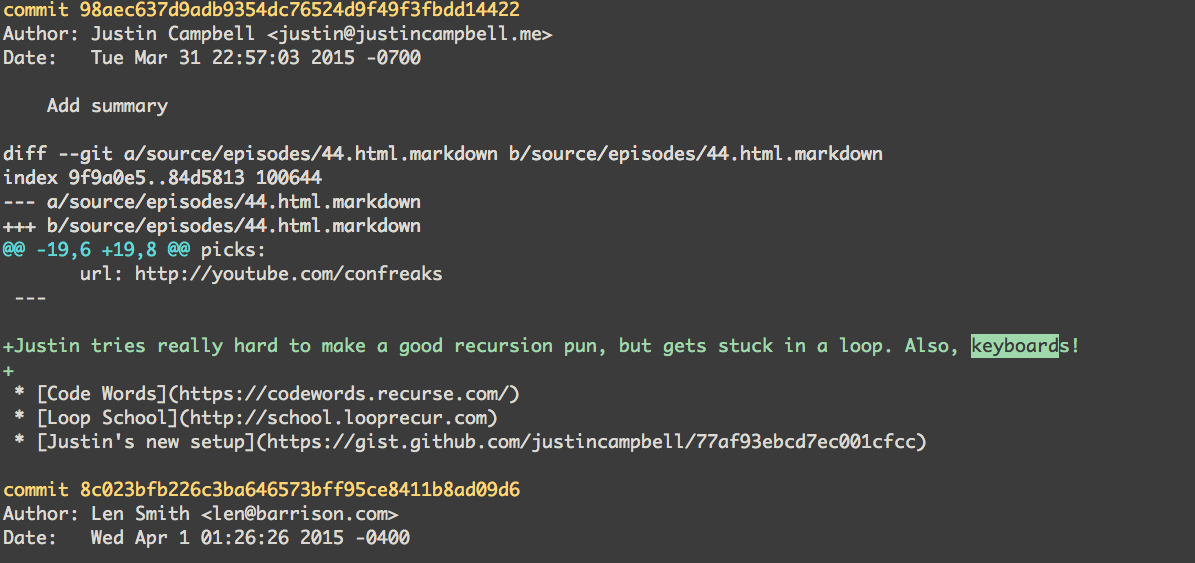 commit 98aec637d9adb9354dc76524d9f49f3fbdd14422
Author: Justin Campbell <justin@justincampbell.me>
Date:   Tue Mar 31 22:57:03 2015 -0700
    Add summary
diff --git a/source/episodes/44.html.markdown b/source/episodes/44.html.markdown
index 9f9a0e5..84d5813 100644
--- a/source/episodes/44.html.markdown
+++ b/source/episodes/44.html.markdown
@@ -19,6 +19,8 @@ picks:
       url: http://youtube.com/confreaks
 ---
+Justin tries really hard to make a good recursion pun, but gets stuck in a loop. Also, keyboards!
+
 * [Code Words](https://codewords.recurse.com/)
 * [Loop School](http://school.looprecur.com)
 * [Justin's new setup](https://gist.github.com/justincampbell/77af93ebcd7ec001cfcc)
commit 8c023bfb226c3ba646573bff95ce8411b8ad09d6
Author: Len Smith <len@barrison.com>
Date:   Wed Apr 1 01:26:26 2015 -0400